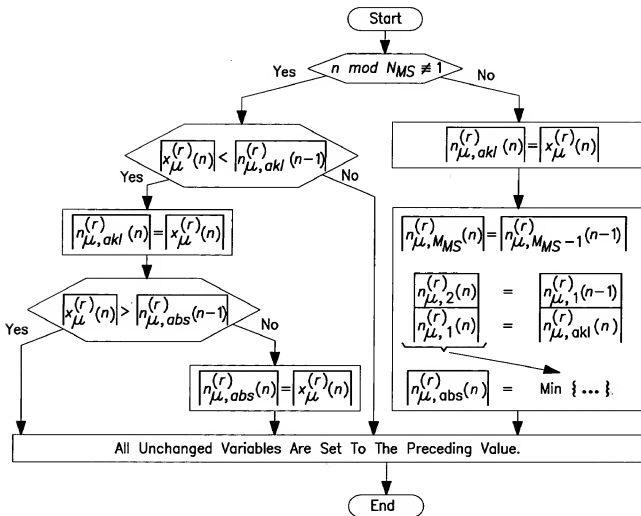 Start
n mod N_MS ≢ 1
Yes
No
|x_μ^(r)(n)| < |n_μ,akl^(r)(n-1)|
|n_μ,akl^(r)(n)| = |x_μ^(r)(n)|
Yes
No
|n_μ,akl^(r)(n)| = |x_μ^(r)(n)|
|n_μ,M_MS^(r)(n)| = |n_μ,M_MS-1^(r)(n-1)|
|n_μ,2^(r)(n)| = |n_μ,1^(r)(n-1)|
|n_μ,1^(r)(n)| = |n_μ,akl^(r)(n)|
|n_μ,abs^(r)(n)| = Min {...}
|x_μ^(r)(n)| > |n_μ,abs^(r)(n-1)|
Yes
No
|n_μ,abs^(r)(n)| = |x_μ^(r)(n)|
All Unchanged Variables Are Set To The Preceding Value.
End